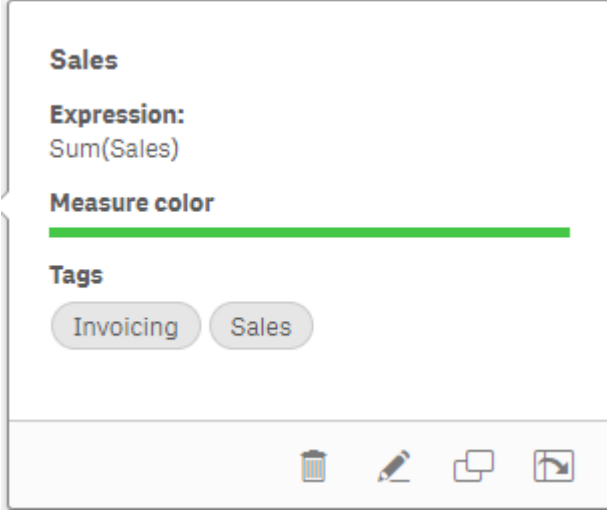 Sales
Expression:
Sum(Sales)
Measure color
Tags
Invoicing Sales